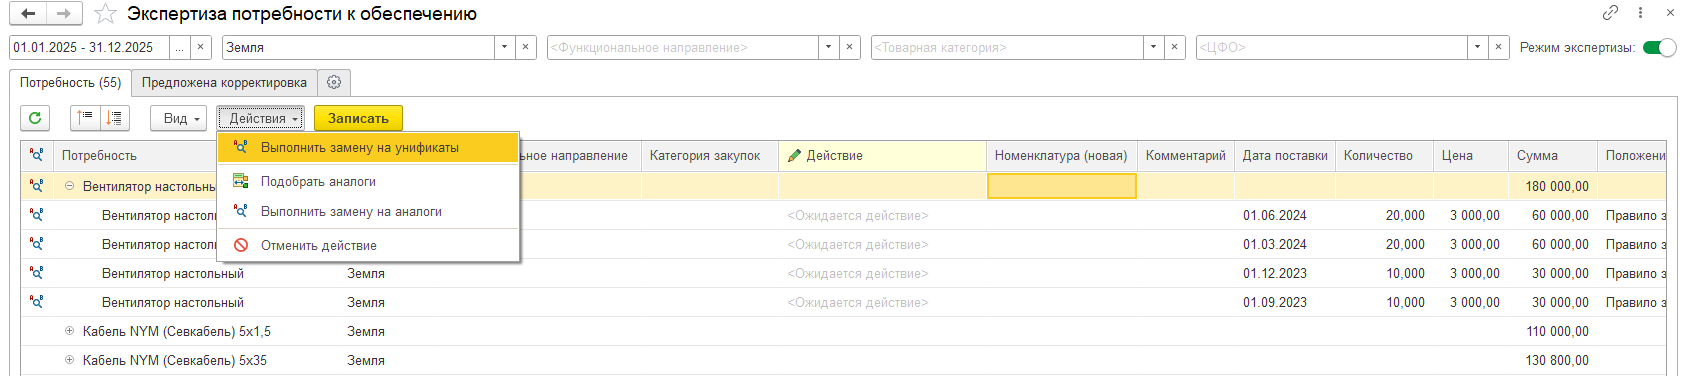 Экспертиза потребности к обеспечению
01.01.2025 - 31.12.2025 ... × Земля × <Функциональное направление> × <Товарная категория> × <ЦФО> × Режим экспертизы:
Потребность (55) Предложена корректировка
Вид Действия Записать
Выполнить замену на унификаты
Подобрать аналоги
Выполнить замену на аналоги
Отменить действие
Потребность ьное направление Категория закупок Действие Номенклатура (новая) Комментарий Дата поставки Количество Цена Сумма Положени
Вентилятор настольны 180 000,00
Вентилятор настол <Ожидается действие> 01.06.2024 20,000 3 000,00 60 000,00 Правило з
Вентилятор настол <Ожидается действие> 01.03.2024 20,000 3 000,00 60 000,00 Правило з
Вентилятор настольный Земля <Ожидается действие> 01.12.2023 10,000 3 000,00 30 000,00 Правило з
Вентилятор настольный Земля <Ожидается действие> 01.09.2023 10,000 3 000,00 30 000,00 Правило з
Кабель NYM (Севкабель) 5х1,5 Земля 110 000,00
Кабель NYM (Севкабель) 5х35 Земля 130 800,00